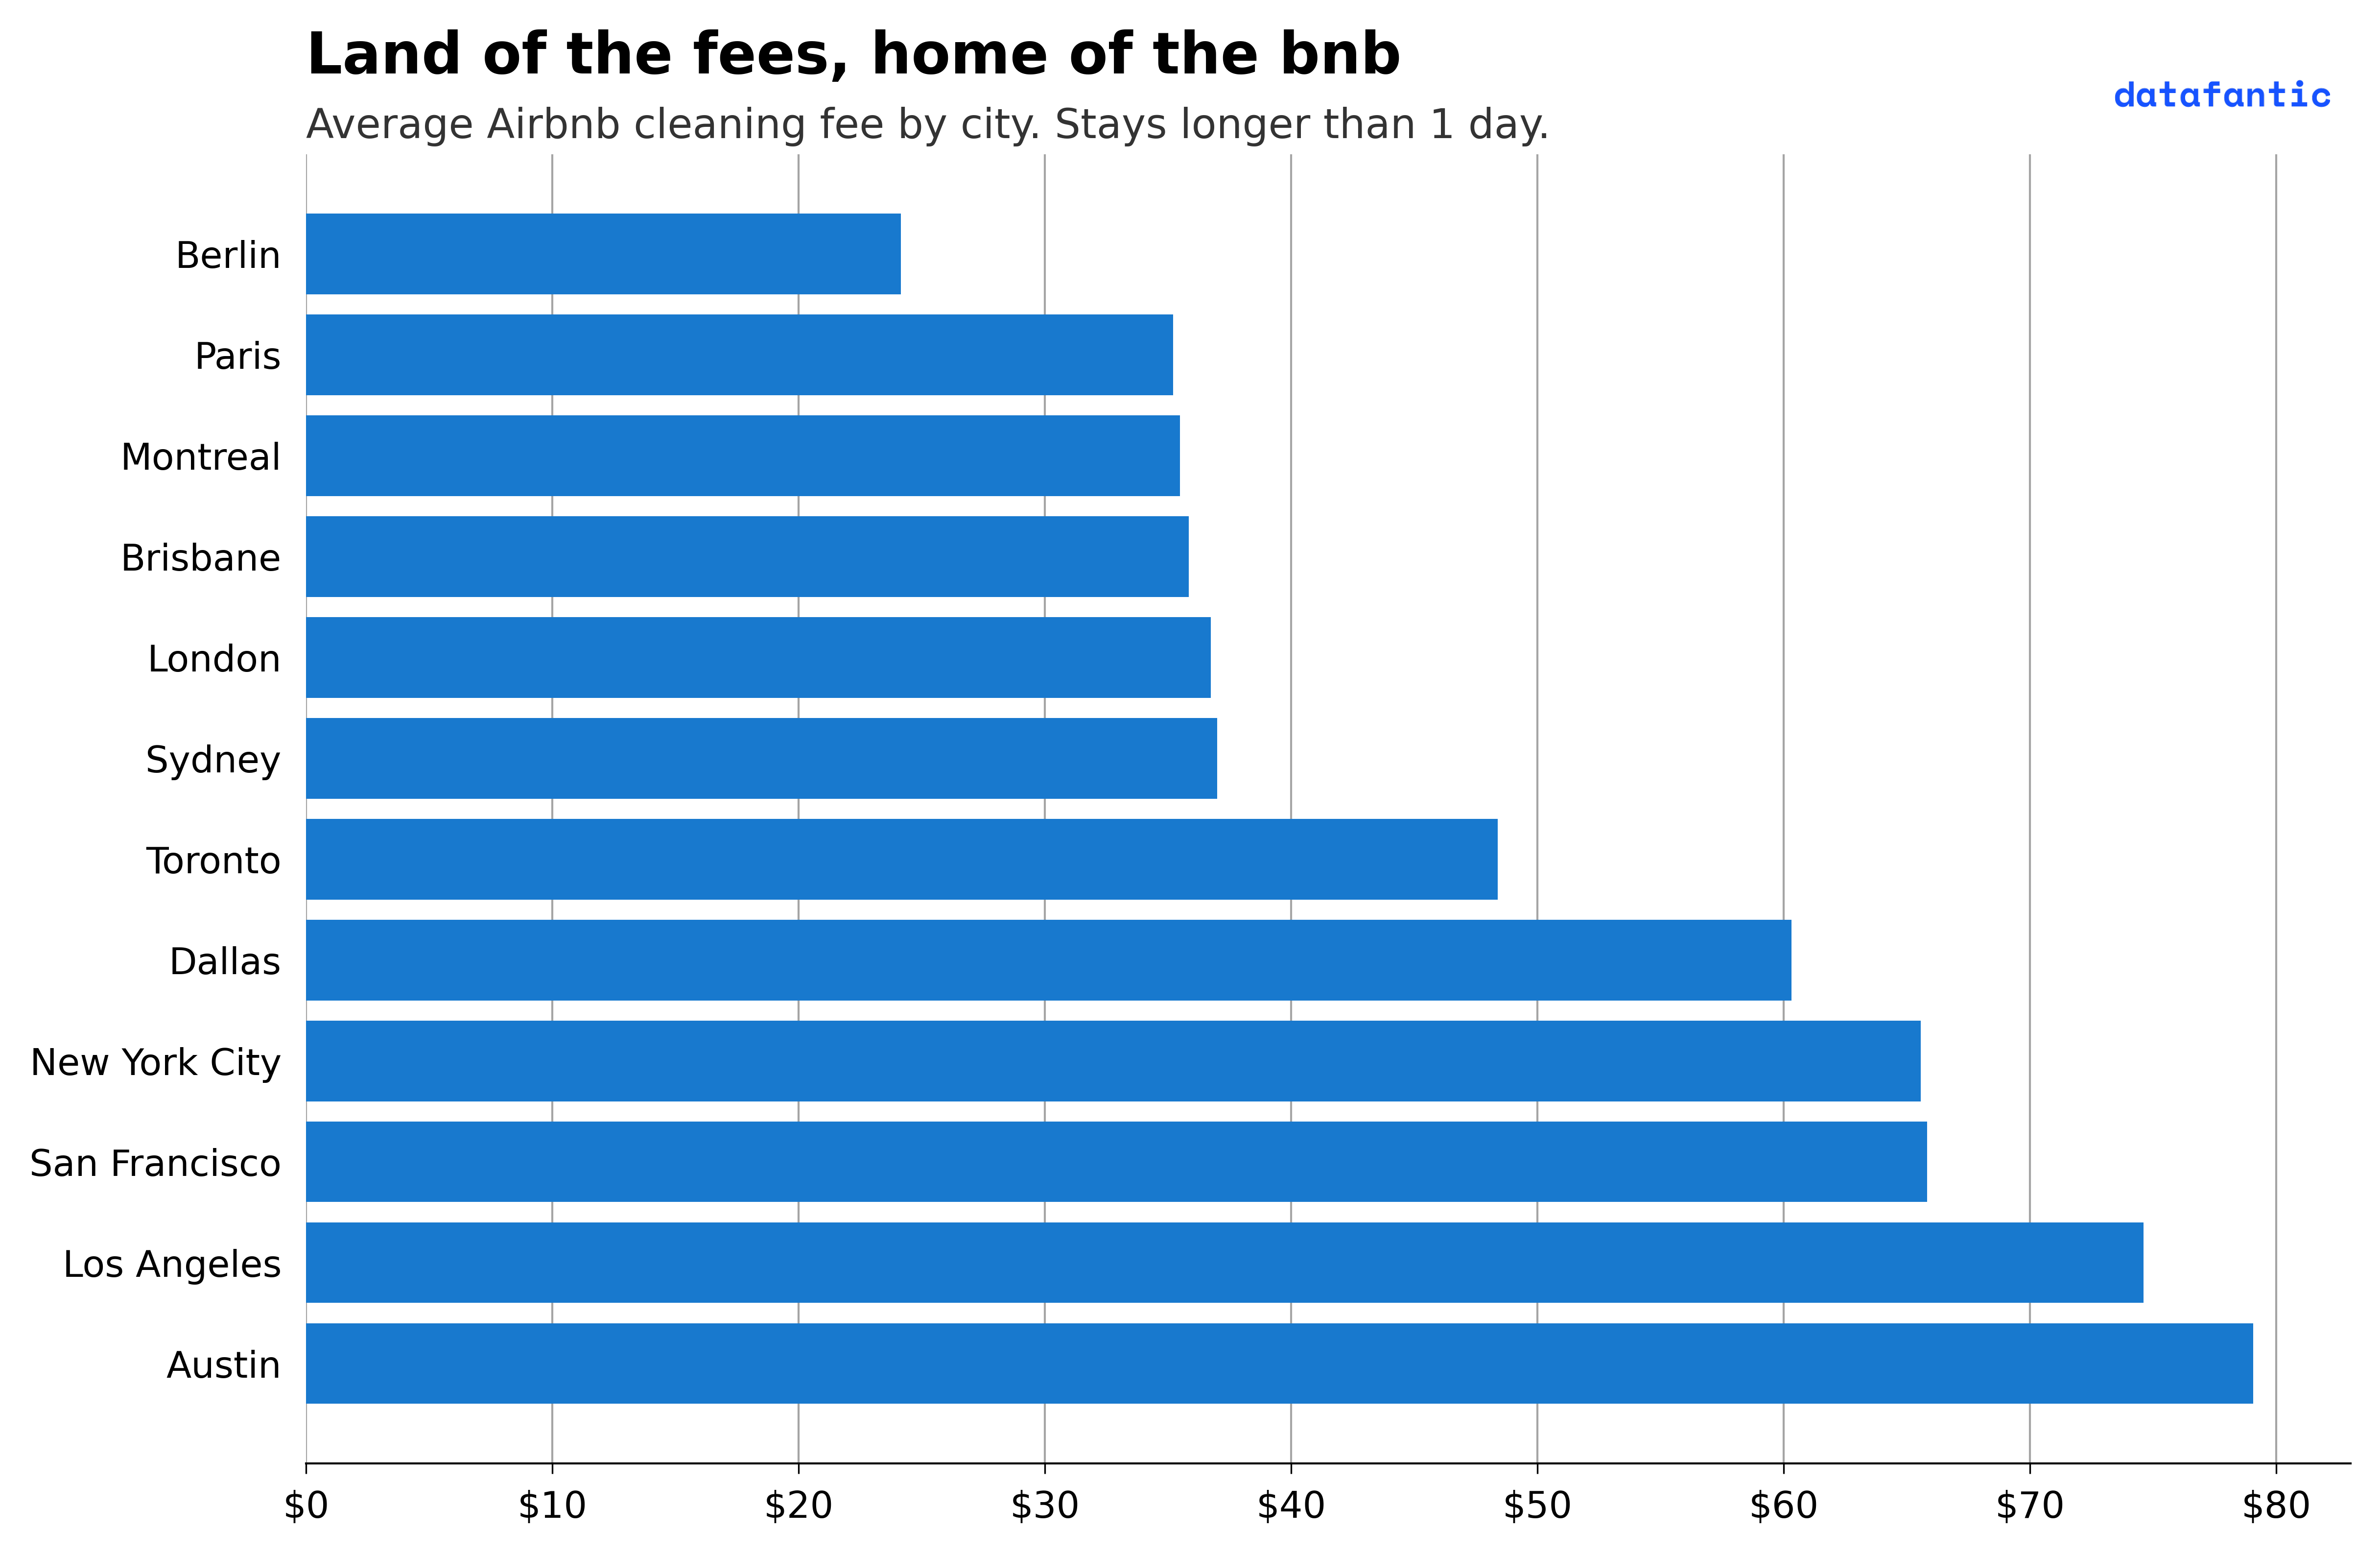 Land of the fees, home of the bnb
datafantic
Average Airbnb cleaning fee by city. Stays longer than 1 day.
Berlin
Paris
Montreal
Brisbane
London
Sydney
Toronto
Dallas
New York City
San Francisco
Los Angeles
Austin
$0 $10 $20 $30 $40 $50 $60 $70 $80